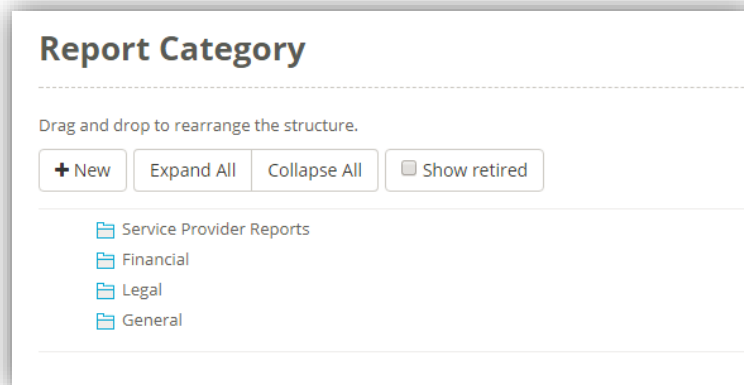 Report Category
Drag and drop to rearrange the structure.
+ New Expand All Collapse All Show retired
Service Provider Reports
Financial
Legal
General